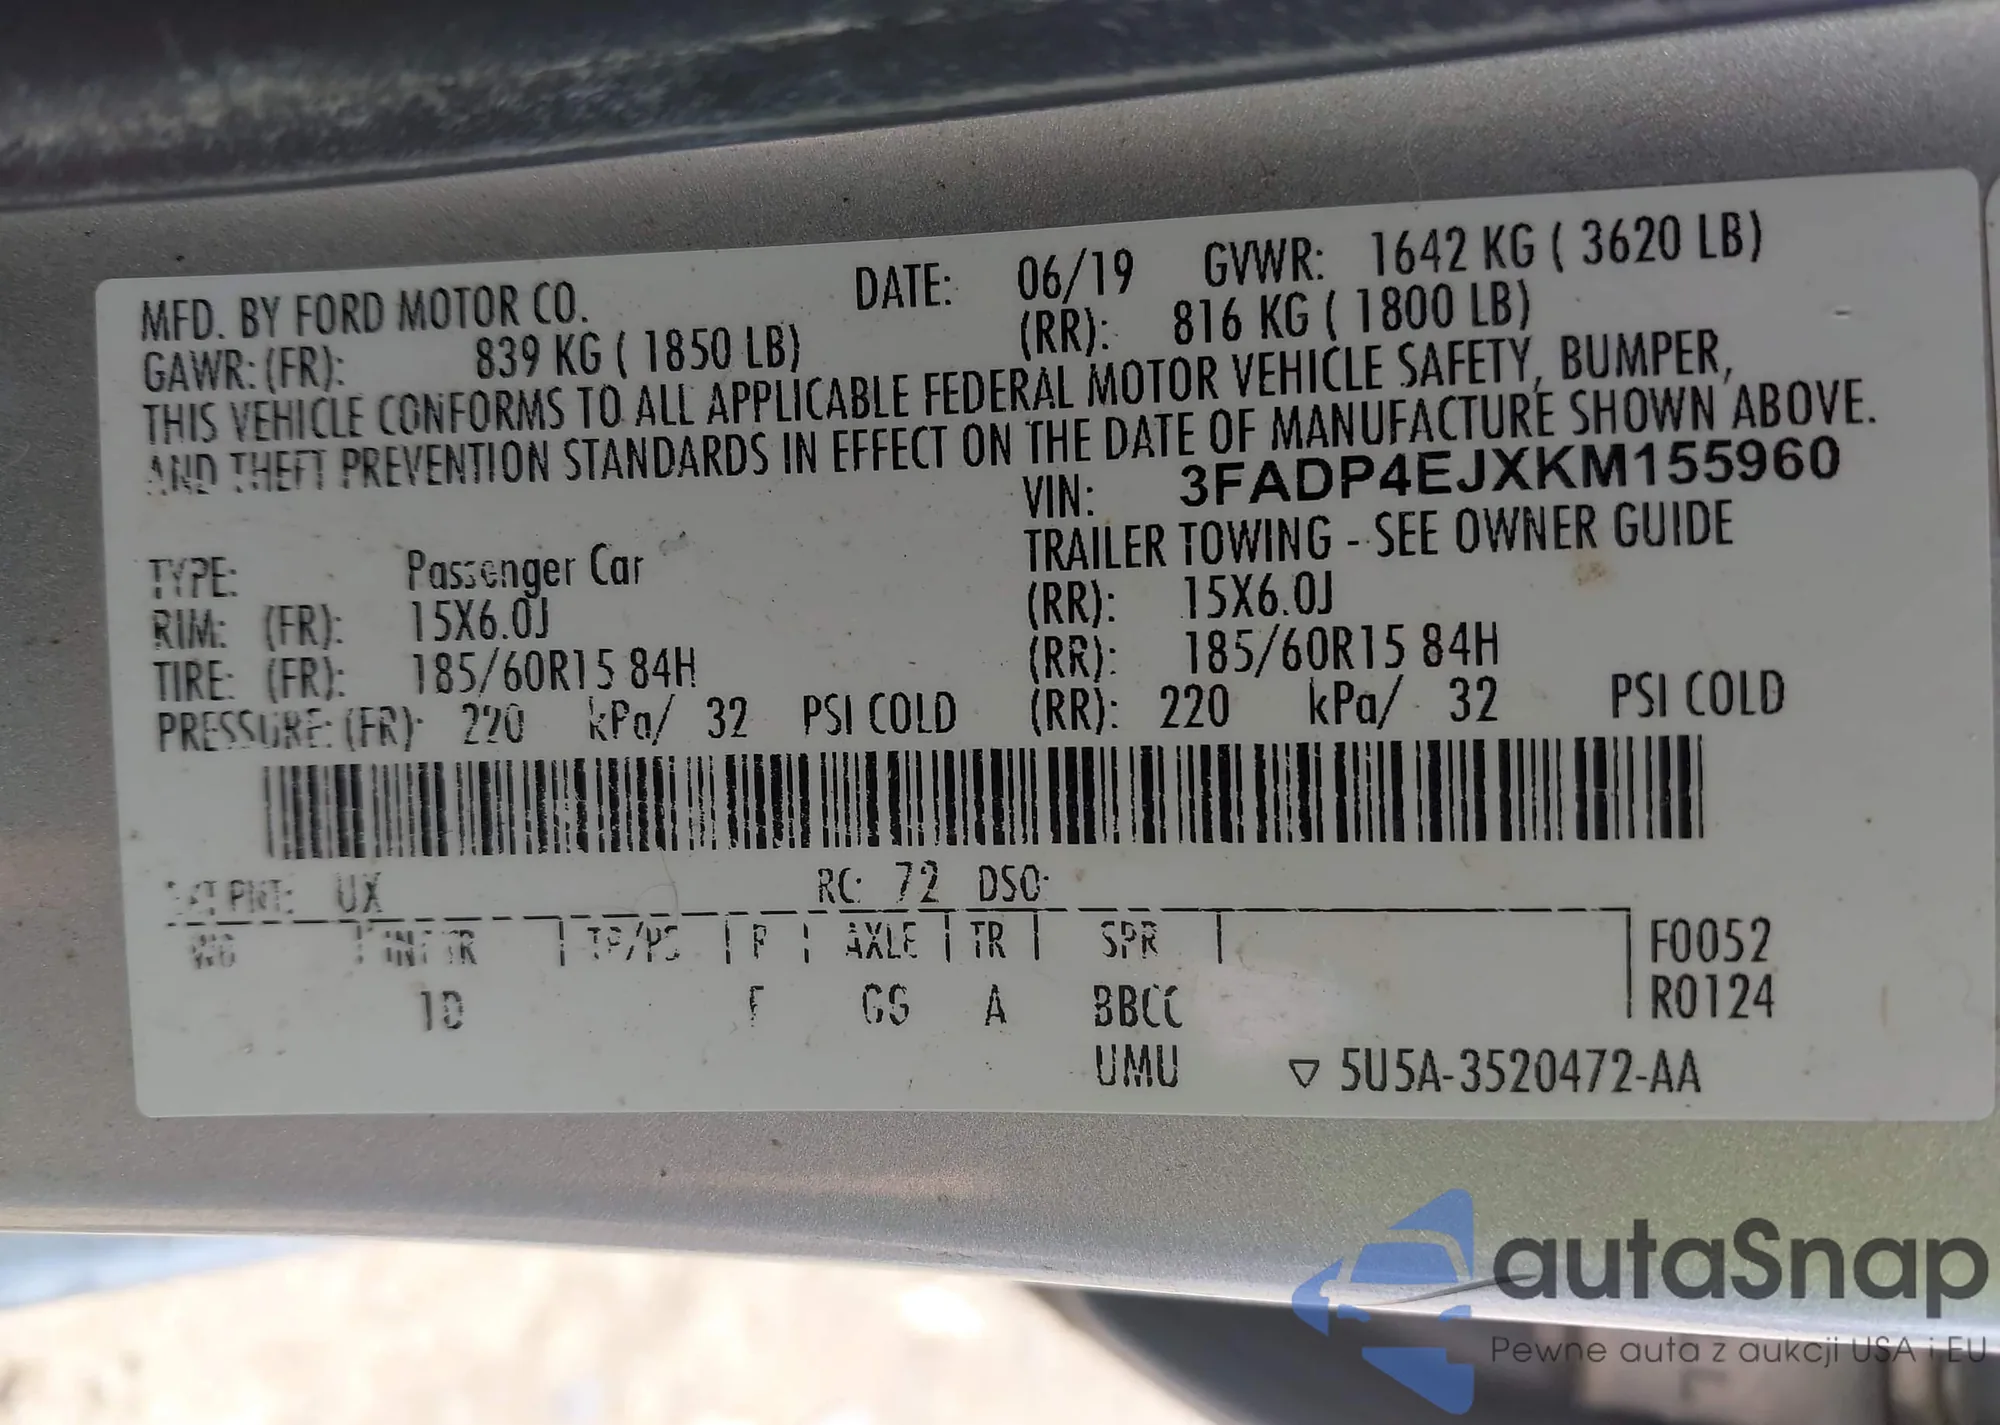 MFD. BY FORD MOTOR CO. DATE: 06/19 GVWR: 1642 KG ( 3620 LB)
GAWR: (FR): 839 KG ( 1850 LB) (RR): 816 KG ( 1800 LB)
THIS VEHICLE CONFORMS TO ALL APPLICABLE FEDERAL MOTOR VEHICLE SAFETY, BUMPER,
AND THEFT PREVENTION STANDARDS IN EFFECT ON THE DATE OF MANUFACTURE SHOWN ABOVE.
VIN: 3FADP4EJXKM155960
TRAILER TOWING - SEE OWNER GUIDE
TYPE: Passenger Car
RIM: (FR): 15X6.0J (RR): 15X6.0J
TIRE: (FR): 185/60R15 84H (RR): 185/60R15 84H
PRESSURE: (FR): 220 kPa/ 32 PSI COLD (RR): 220 kPa/ 32 PSI COLD
PNT: UX RC: 72 DSO:
WB TP/PS R AXLE TR SPR F0052
F GG A BBCC R0124
UMU ▽ 5U5A-3520472-AA
autaSnap
Pewne auta z aukcji USA i EU